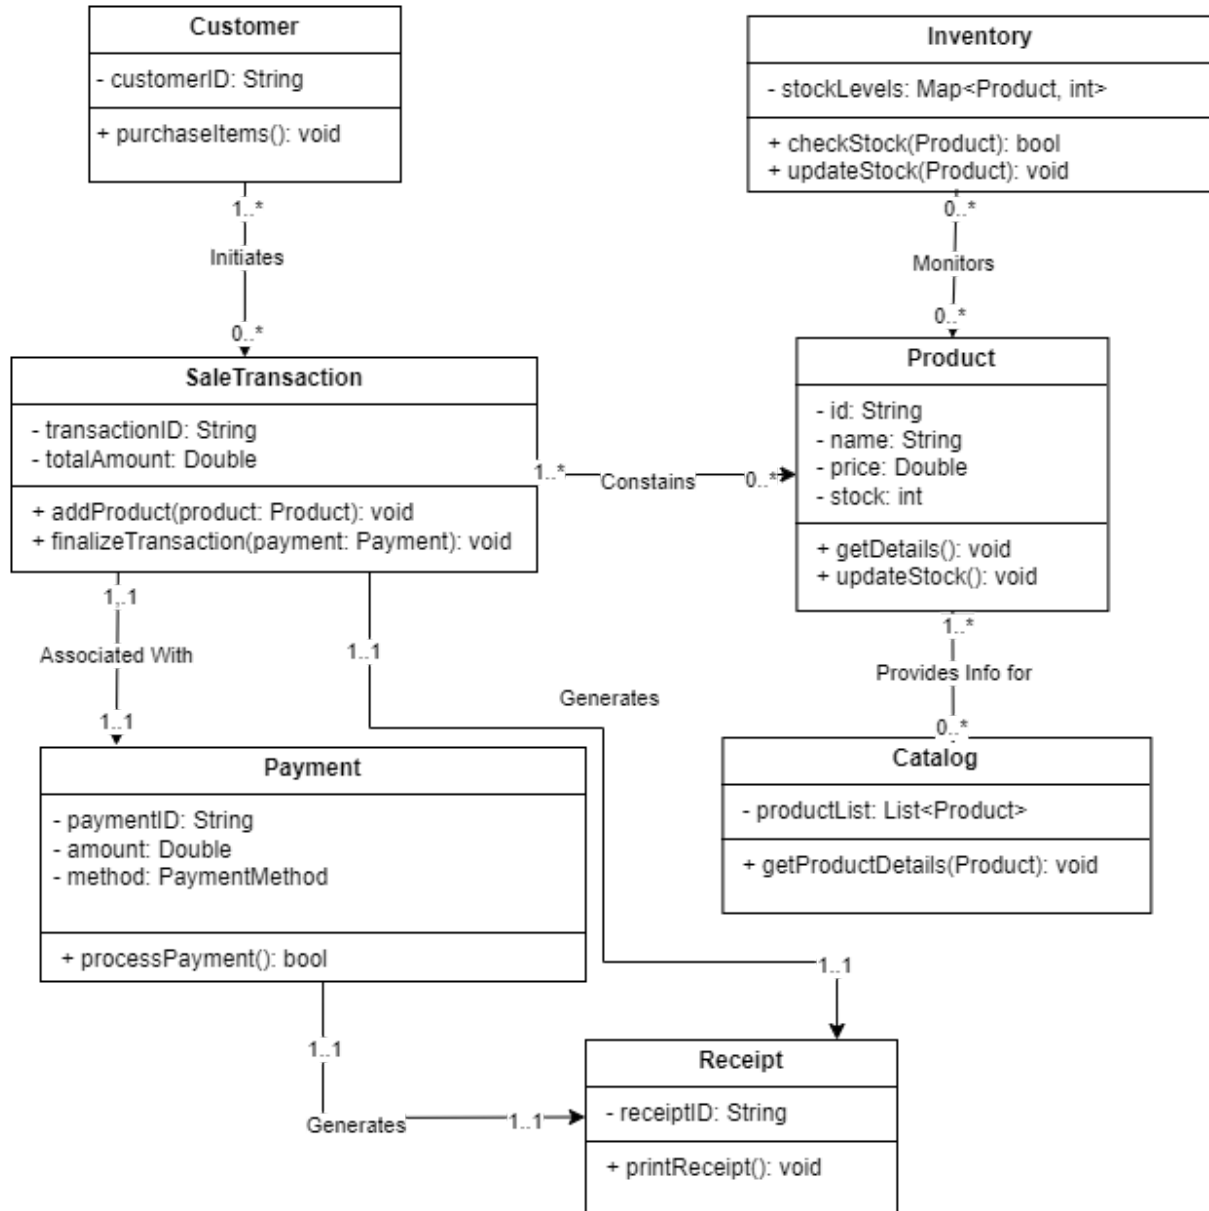 Customer
- customerID: String
+ purchaseItems(): void
1..*
Initiates
0..*
Inventory
- stockLevels: Map<Product, int>
+ checkStock(Product): bool
+ updateStock(Product): void
0..*
Monitors
0..*
SaleTransaction
- transactionID: String
- totalAmount: Double
+ addProduct(product: Product): void
+ finalizeTransaction(payment: Payment): void
1..*
Constains
0..*
Product
- id: String
- name: String
- price: Double
- stock: int
+ getDetails(): void
+ updateStock(): void
1,.1
Associated With
1..1
1..1
Generates
1..1
1..*
Provides Info for
0..*
Catalog
- productList: List<Product>
+ getProductDetails(Product): void
Payment
- paymentID: String
- amount: Double
- method: PaymentMethod
+ processPayment(): bool
1..1
Generates
1..1
Receipt
- receiptID: String
+ printReceipt(): void